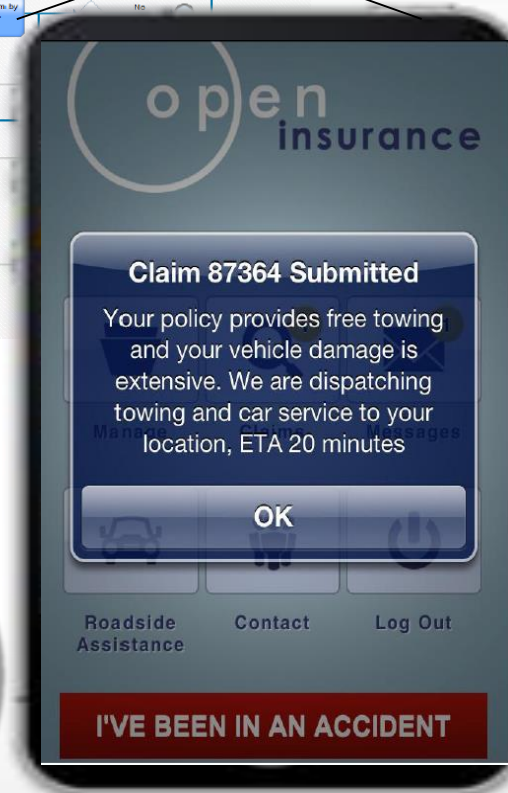 m by
No
open
insurance
Claim 87364 Submitted
Your policy provides free towing
and your vehicle damage is
extensive. We are dispatching
towing and car service to your
location, ETA 20 minutes
Manage Claims Messages
OK
Roadside
Assistance
Contact
Log Out
I'VE BEEN IN AN ACCIDENT